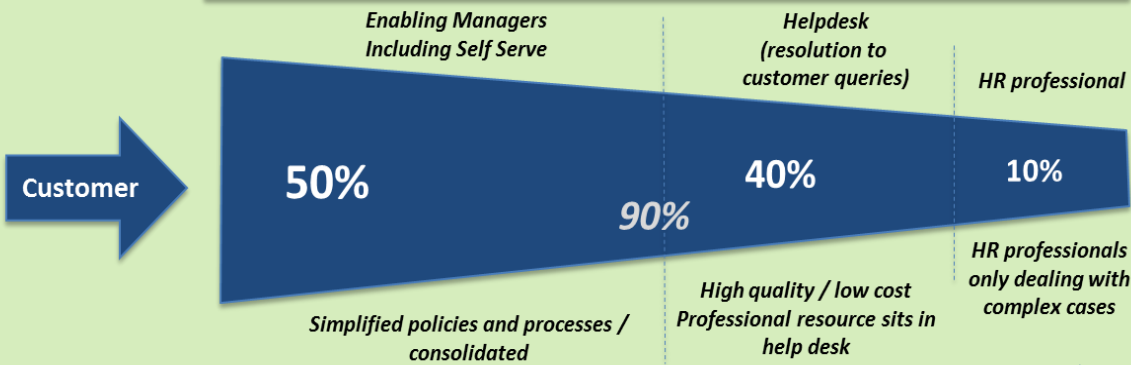 Enabling Managers
Including Self Serve
Helpdesk
(resolution to
customer queries)
HR professional
Customer
50%
90%
40%
10%
Simplified policies and processes /
consolidated
High quality / low cost
Professional resource sits in
help desk
HR professionals
only dealing with
complex cases